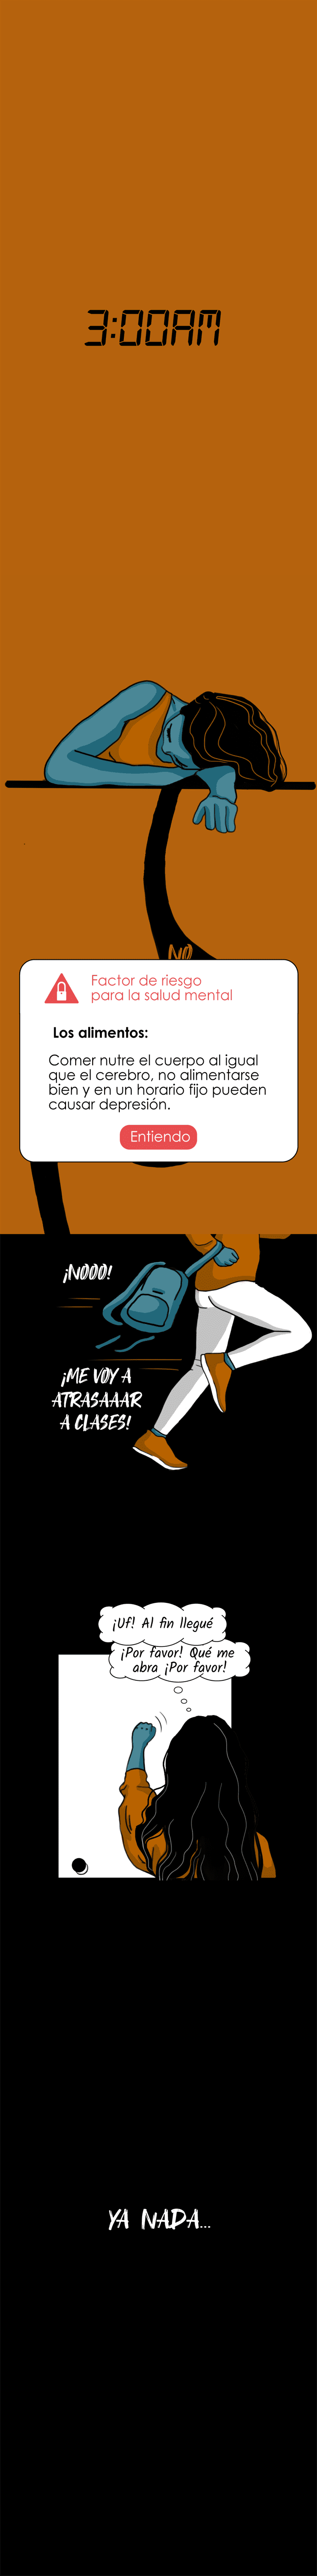 3:00AM
NO
Factor de riesgo
para la salud mental
Los alimentos:
Comer nutre el cuerpo al igual
que el cerebro, no alimentarse
bien y en un horario fijo pueden
causar depresión.
Entiendo
¡NOOO!
¡ME VOY A
ATRASAAAR
A CLASES!
¡Uf! Al fin llegué
¡Por favor! Qué me
abra ¡Por favor!
YA NADA...